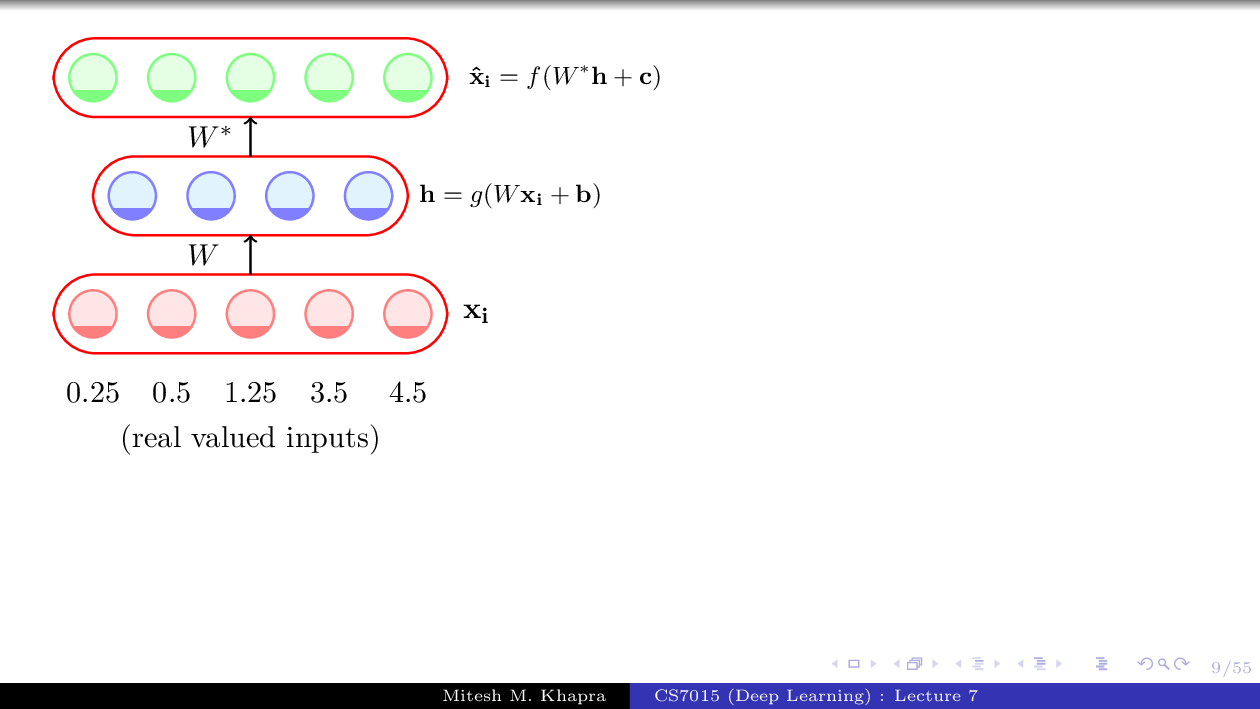 x̂ᵢ = f(W*h + c)
W*
h = g(Wxᵢ + b)
W
xᵢ
0.25 0.5 1.25 3.5 4.5
(real valued inputs)
9/55
Mitesh M. Khapra CS7015 (Deep Learning) : Lecture 7